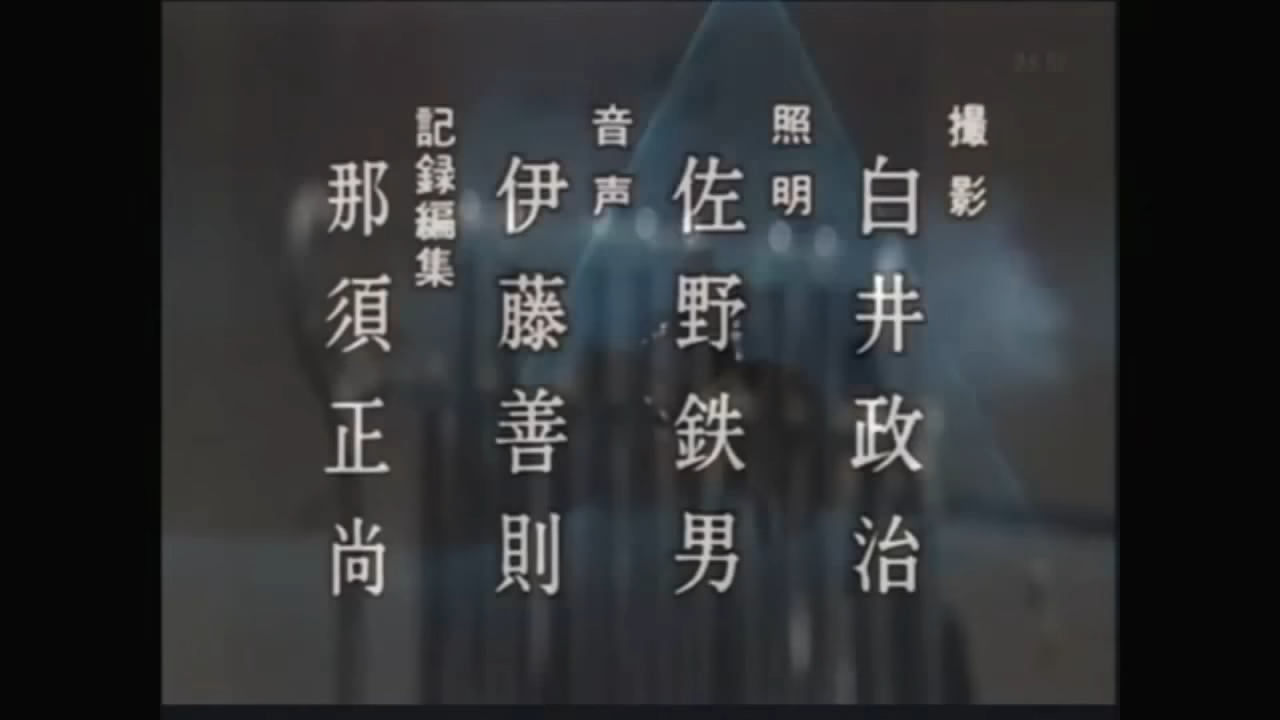 撮影
白井政治
照明
佐野鉄男
音声
伊藤善則
記録編集
那須正尚